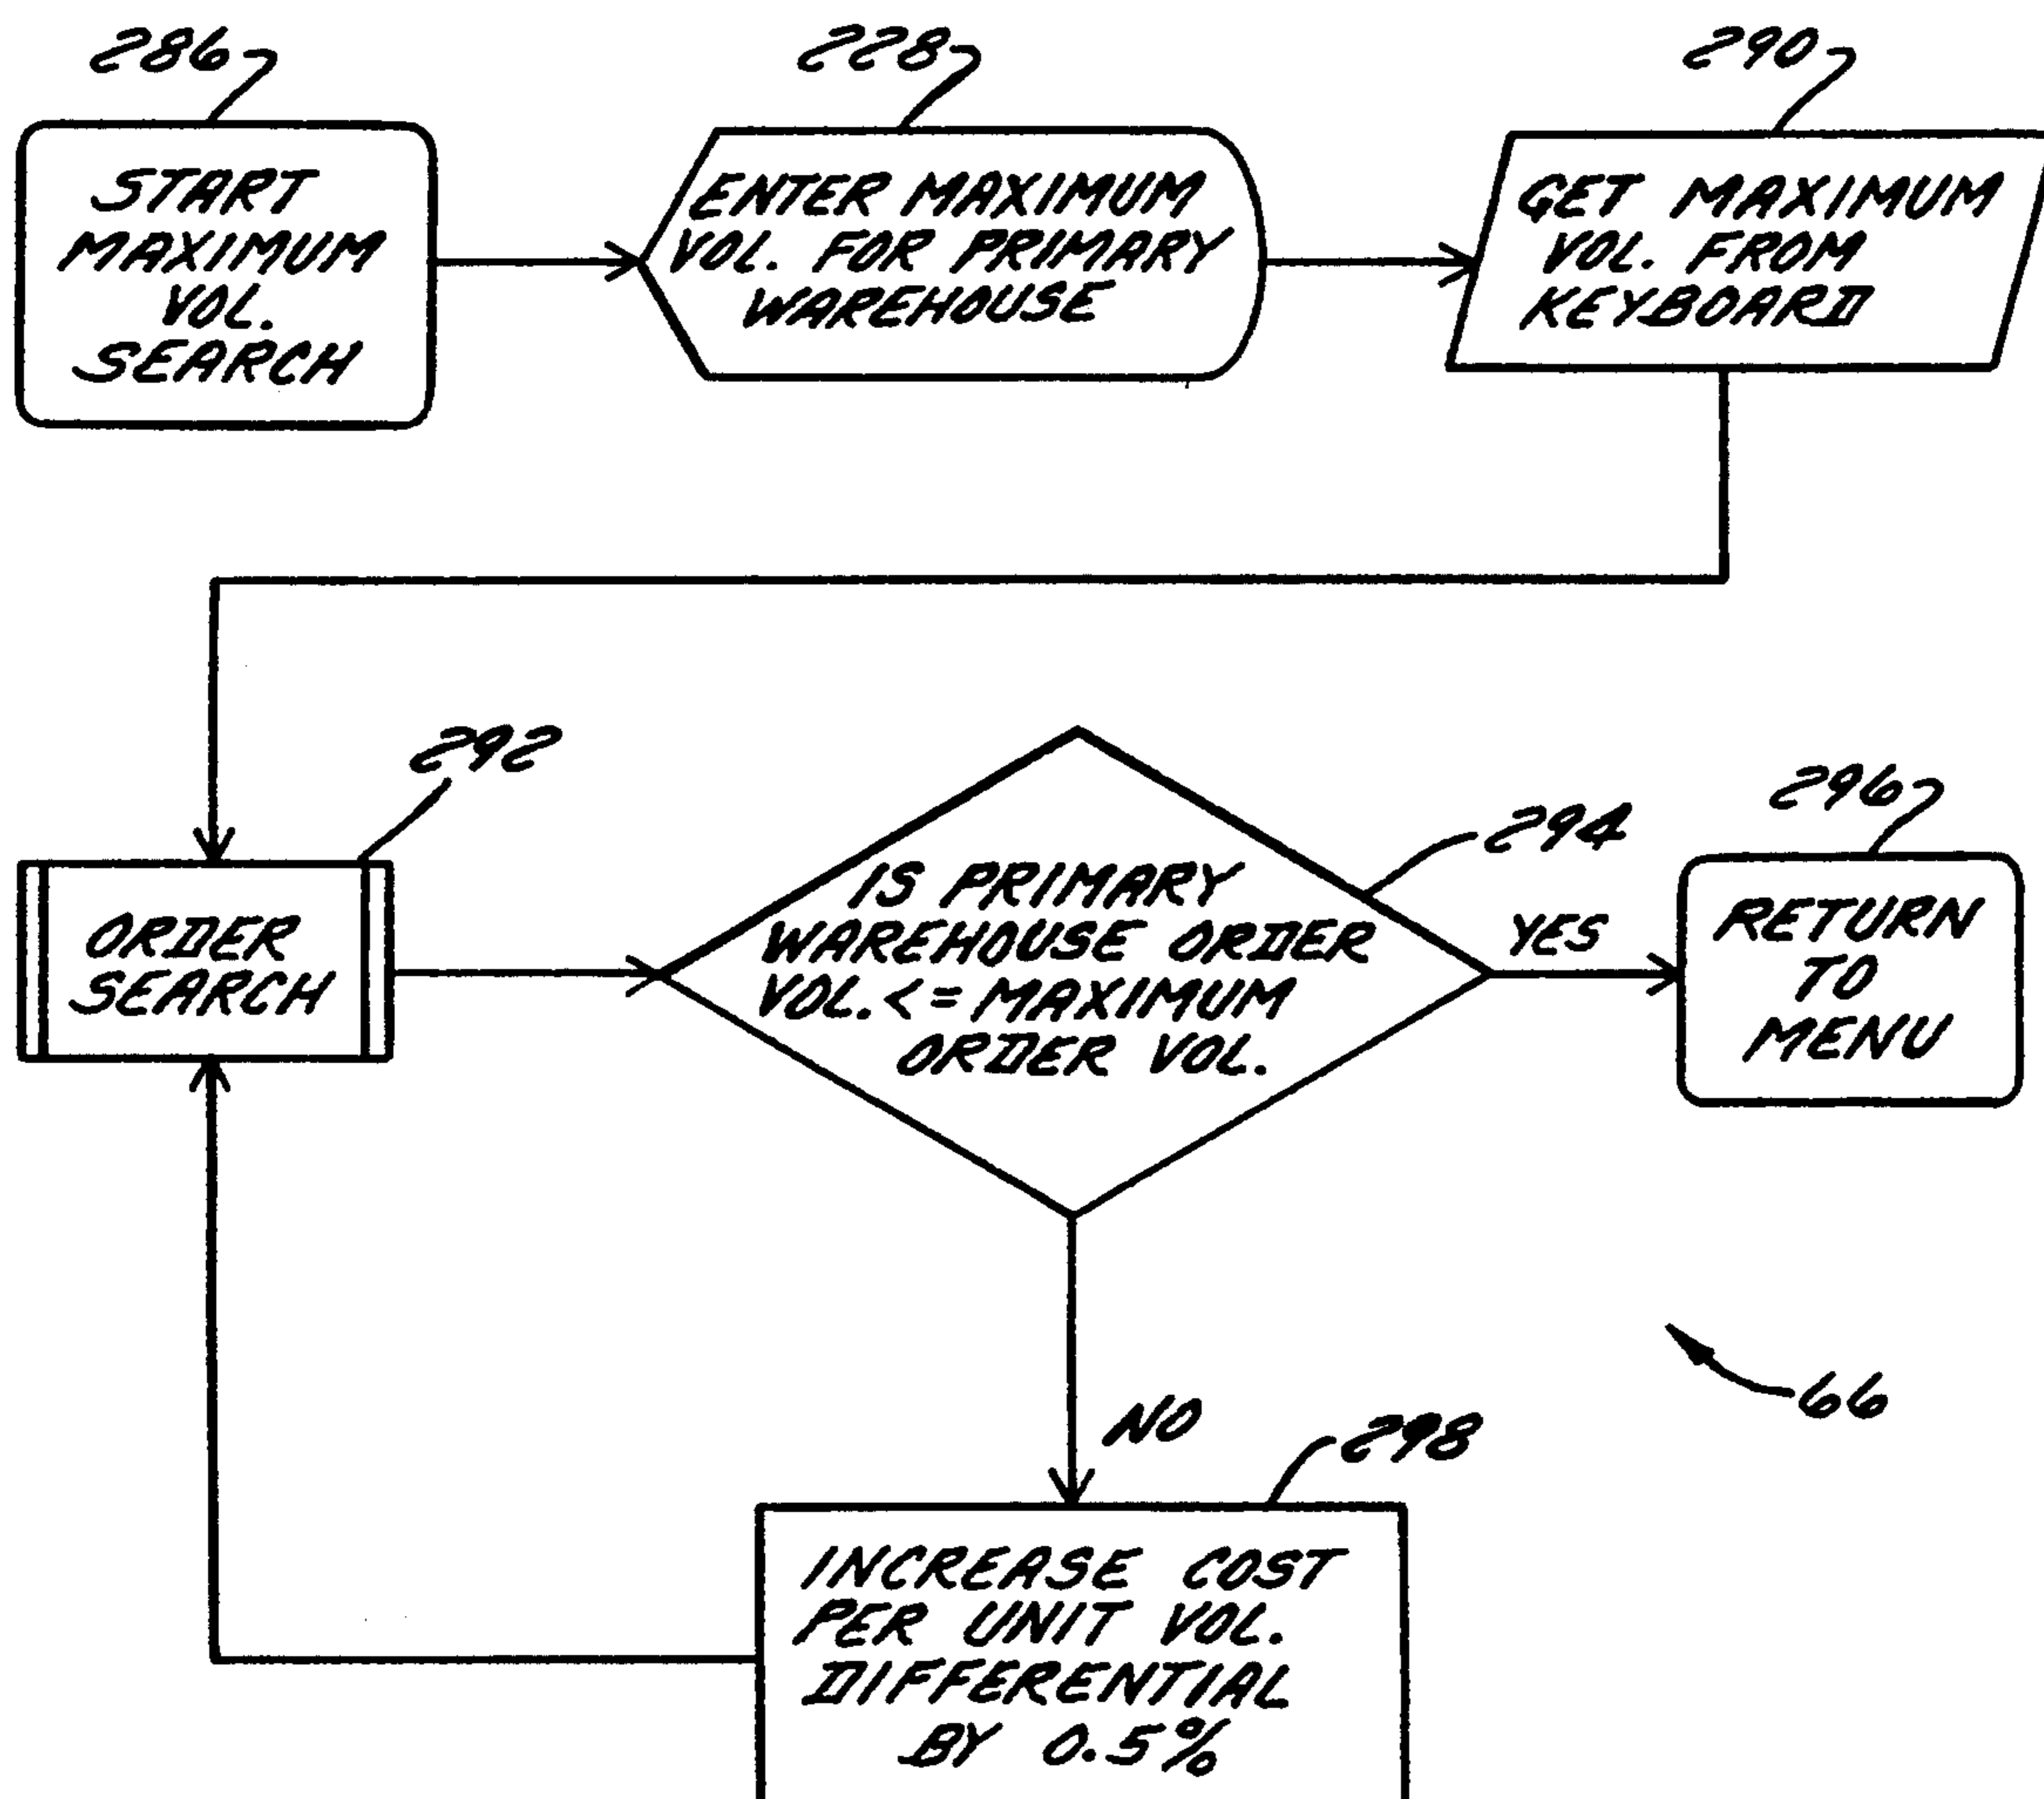 286
START
MAXIMUM
VOL.
SEARCH
228
ENTER MAXIMUM
VOL. FOR PRIMARY
WAREHOUSE
290
GET MAXIMUM
VOL. FROM
KEYBOARD
292
ORDER
SEARCH
294
IS PRIMARY
WAREHOUSE ORDER
VOL. <= MAXIMUM
ORDER VOL.
YES
296
RETURN
TO
MENU
NO
298
INCREASE COST
PER UNIT VOL.
DIFFERENTIAL
BY 0.5%
66